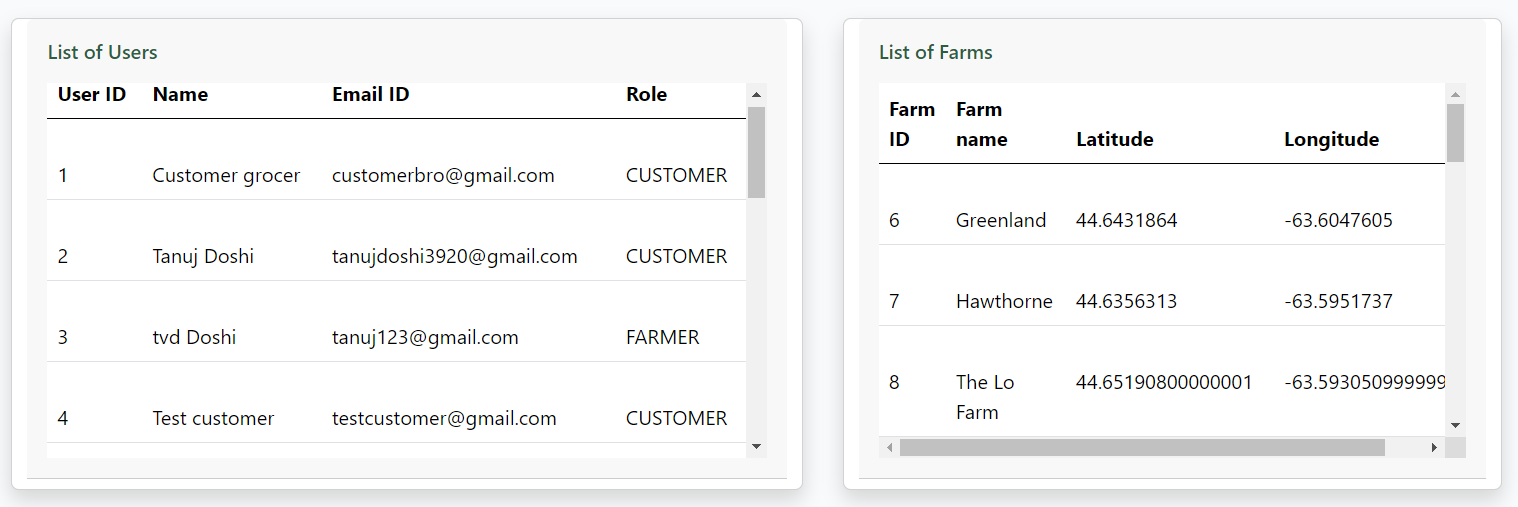 List of Users
User ID Name Email ID Role
1 Customer grocer customerbro@gmail.com CUSTOMER
2 Tanuj Doshi tanujdoshi3920@gmail.com CUSTOMER
3 tvd Doshi tanuj123@gmail.com FARMER
4 Test customer testcustomer@gmail.com CUSTOMER
List of Farms
Farm ID Farm name Latitude Longitude
6 Greenland 44.6431864 -63.6047605
7 Hawthorne 44.6356313 -63.5951737
8 The Lo Farm 44.65190800000001 -63.593050999999